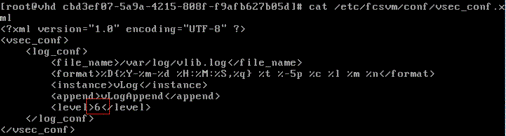 [root@vhd cbd3ef07-5a9a-4215-808f-f9afb627b05d]# cat /etc/fcsvm/conf/vsec_conf.x
ml
<?xml version="1.0" encoding="UTF-8" ?>
<vsec_conf>
<log_conf>
<file_name>/var/log/vlib.log</file_name>
<format>%D{%Y-%m-%d %H:%M:%S,%q} %t %-5p %c %l %m %n</format>
<instance>vLog</instance>
<append>vLogAppend</append>
<level>6</level>
</log_conf>
</vsec_conf>